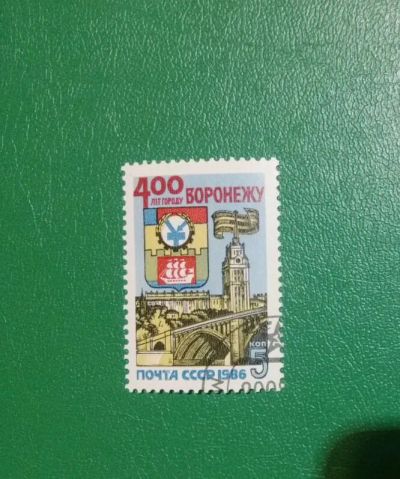 400
ЛЕТ ГОРОДУ
ВОРОНЕЖУ
КОП
5
ПОЧТА СССР 1986